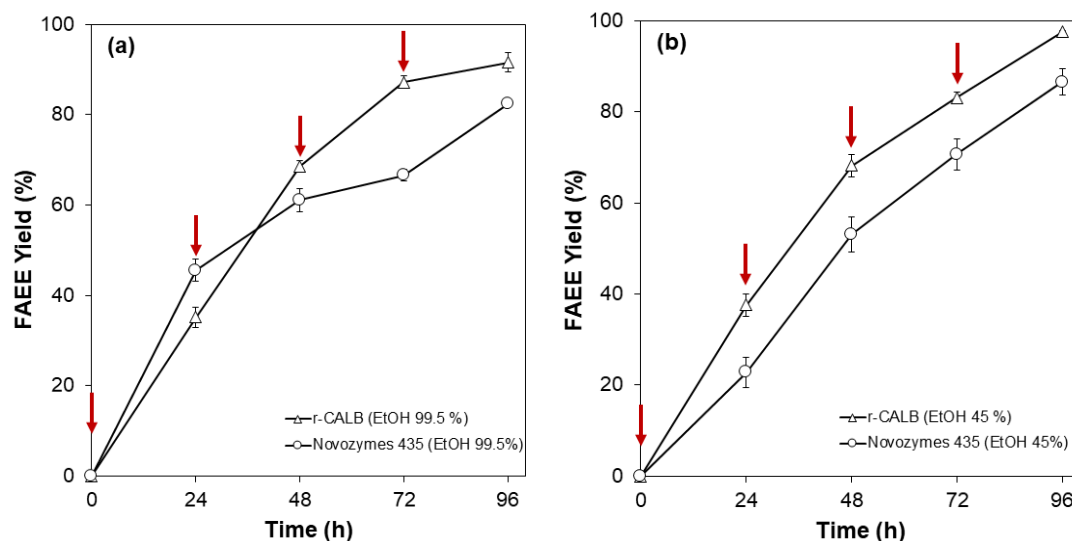 (a)
FAEE Yield (%)
100
80
60
40
20
0
r-CALB (EtOH 99.5 %)
Novozymes 435 (EtOH 99.5%)
0 24 48 72 96
Time (h)
(b)
FAEE Yield (%)
100
80
60
40
20
0
r-CALB (EtOH 45 %)
Novozymes 435 (EtOH 45%)
0 24 48 72 96
Time (h)